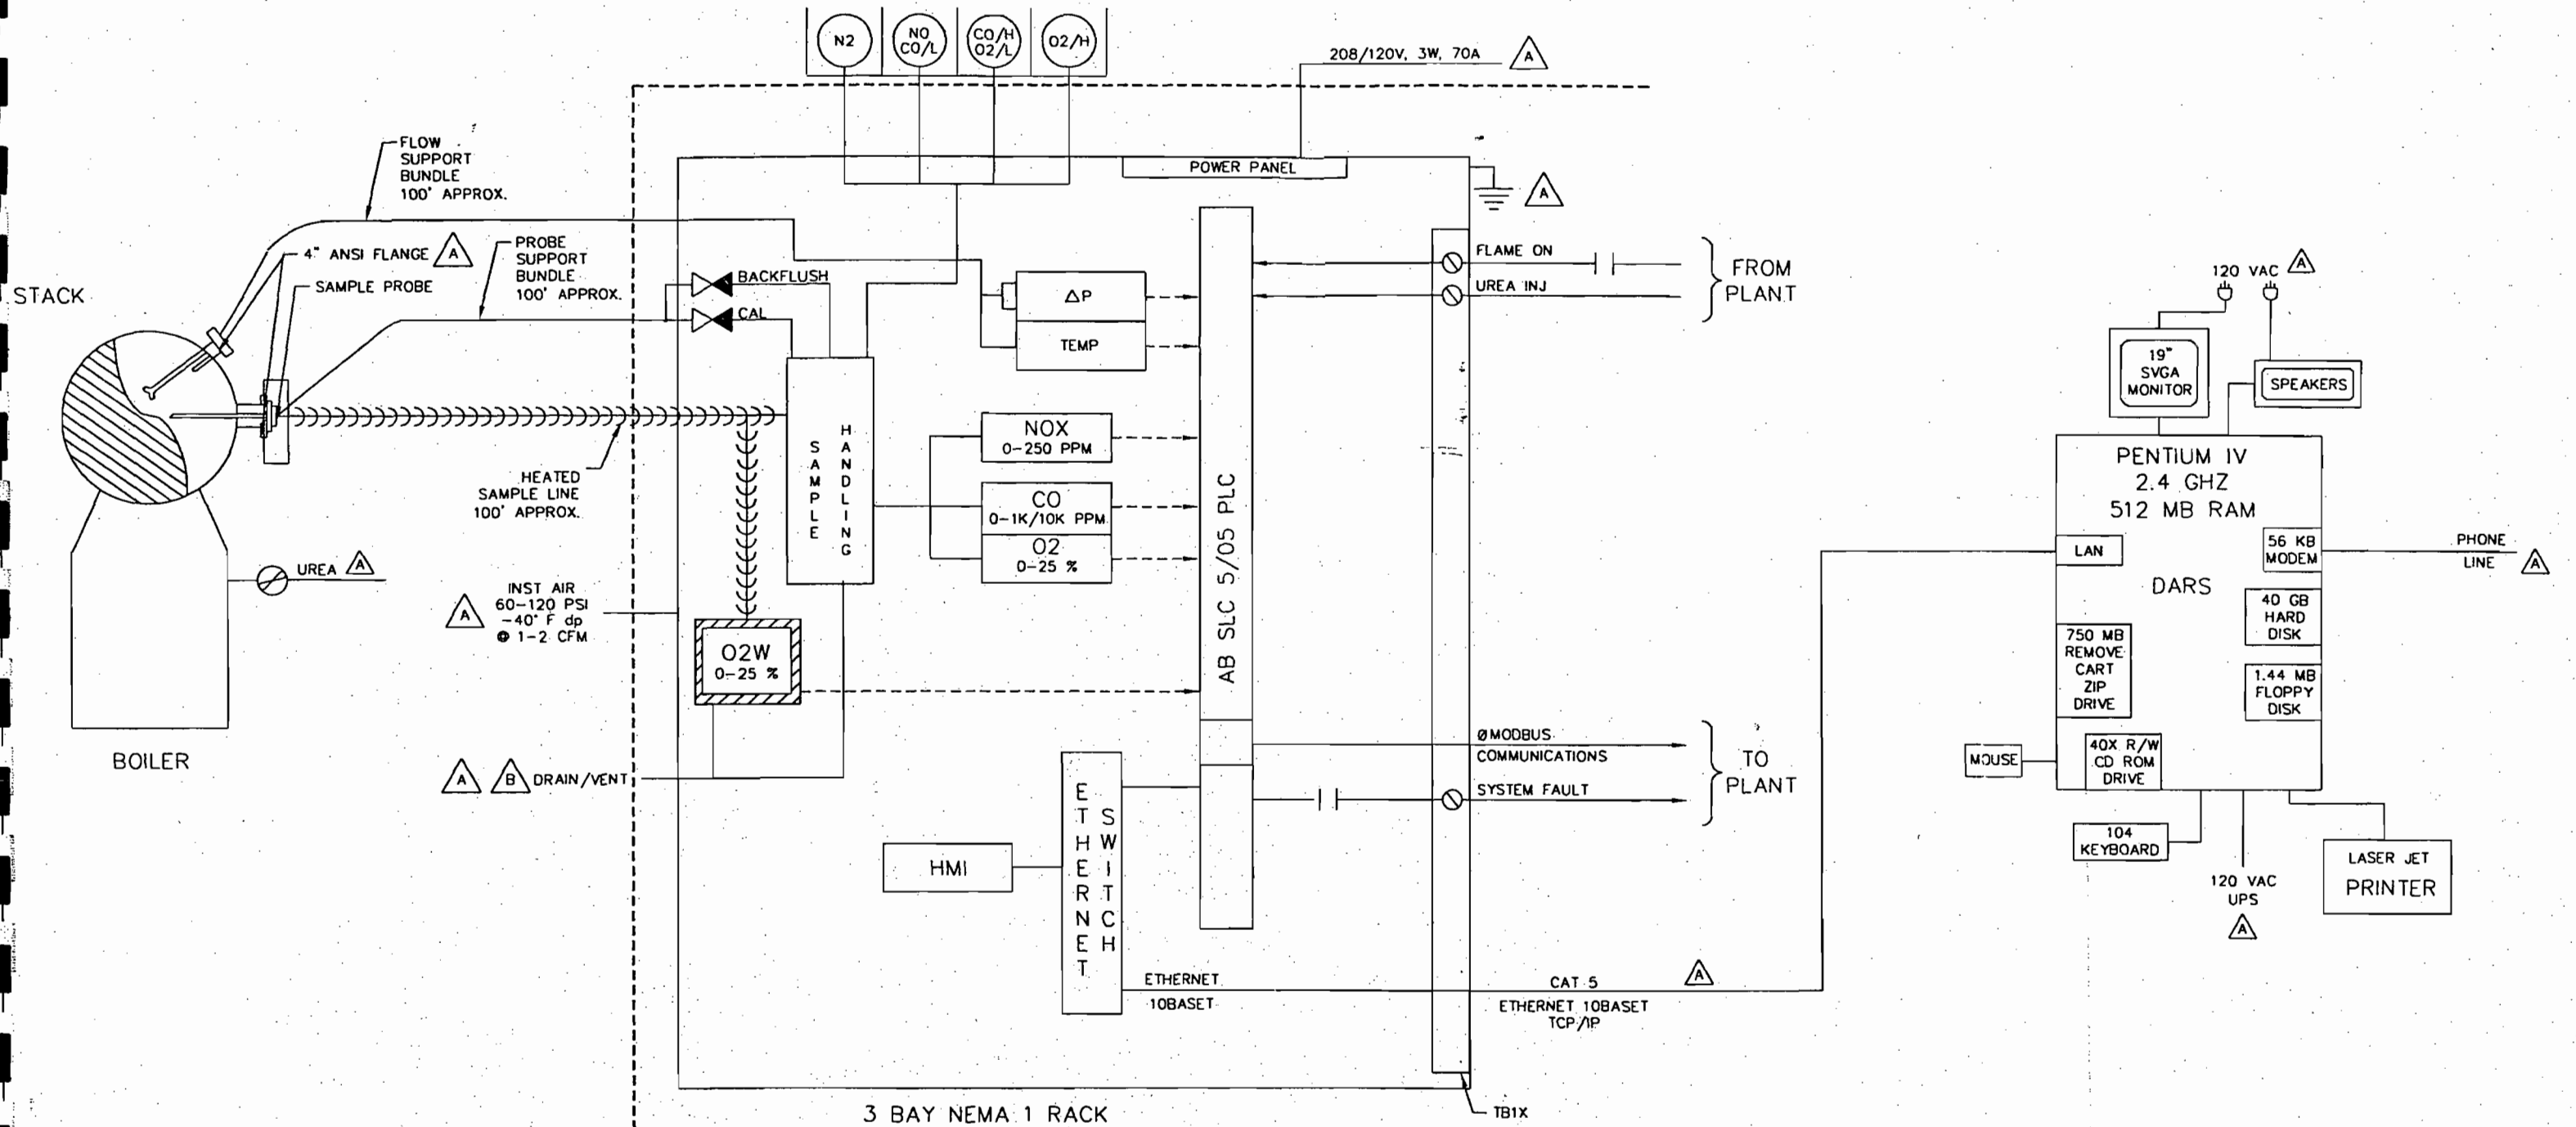 N2
NO
CO/L
CO/H
O2/L
O2/H
208/120V, 3W, 70A
A
FLOW
SUPPORT
BUNDLE
100' APPROX.
POWER PANEL
A
4" ANSI FLANGE
A
SAMPLE PROBE
PROBE
SUPPORT
BUNDLE
100' APPROX.
STACK
BACKFLUSH
CAL
ΔP
TEMP
FLAME ON
UREA INJ
FROM
PLANT
120 VAC
A
19"
SVGA
MONITOR
SPEAKERS
HEATED
SAMPLE LINE
100' APPROX.
SAMPLE
HANDLING
NOX
0-250 PPM
CO
0-1K/10K PPM
O2
0-25 %
AB SLC 5/05 PLC
PENTIUM IV
2.4 GHZ
512 MB RAM
LAN
56 KB
MODEM
PHONE
LINE
A
DARS
40 GB
HARD
DISK
750 MB
REMOVE
CART
ZIP
DRIVE
1.44 MB
FLOPPY
DISK
40X R/W
CD ROM
DRIVE
MOUSE
104
KEYBOARD
120 VAC
UPS
A
LASER JET
PRINTER
UREA
A
A
INST AIR
60-120 PSI
-40° F dp
@ 1-2 CFM
O2W
0-25 %
BOILER
A
B
DRAIN/VENT
ØMODBUS
COMMUNICATIONS
SYSTEM FAULT
TO
PLANT
HMI
ETHERNET
SWITCH
ETHERNET
10BASET
CAT 5
A
ETHERNET 10BASET
TCP/IP
3 BAY NEMA 1 RACK
TB1X